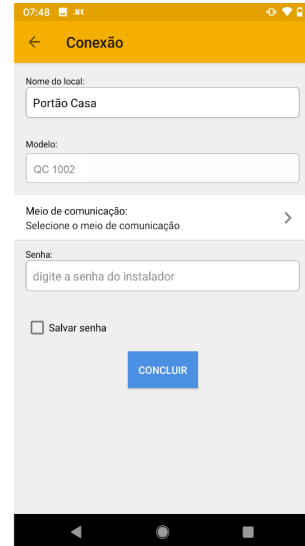 07:48
Conexão
Nome do local:
Portão Casa
Modelo:
QC 1002
Meio de comunicação:
Selecione o meio de comunicação
Senha:
digite a senha do instalador
Salvar senha
CONCLUIR